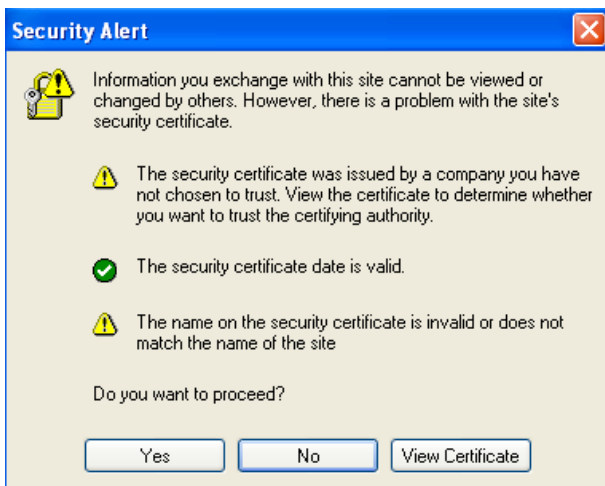 Security Alert
Information you exchange with this site cannot be viewed or
changed by others. However, there is a problem with the site's
security certificate.
The security certificate was issued by a company you have
not chosen to trust. View the certificate to determine whether
you want to trust the certifying authority.
The security certificate date is valid.
The name on the security certificate is invalid or does not
match the name of the site
Do you want to proceed?
Yes
No
View Certificate